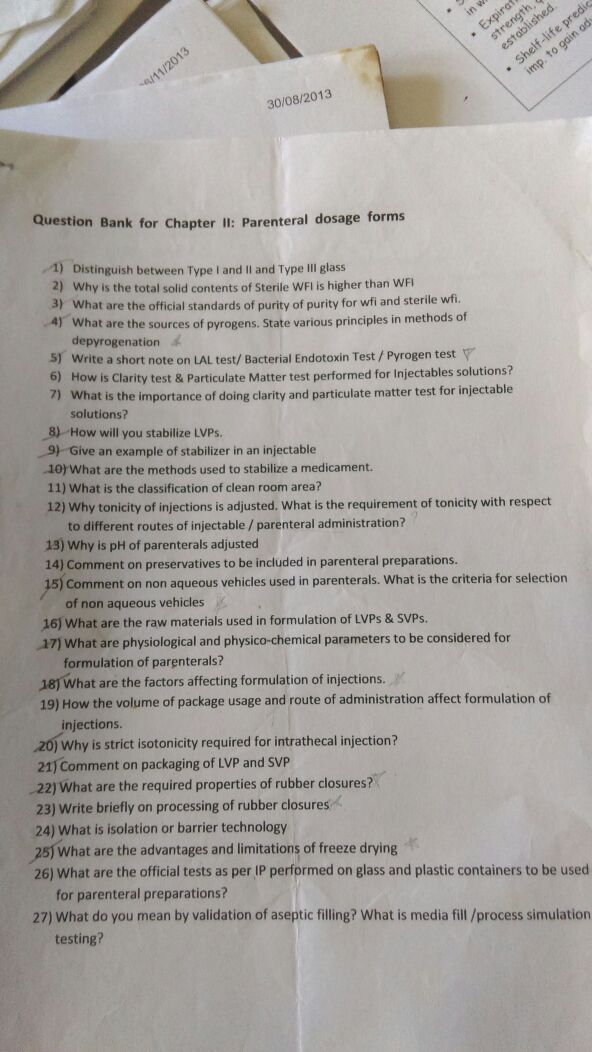 /11/2013
30/08/2013
in
Expirat
strength,
established.
Shelf-life predic
imp. to gain ad
Question Bank for Chapter II: Parenteral dosage forms
1) Distinguish between Type I and II and Type III glass
2) Why is the total solid contents of Sterile WFI is higher than WFI
3) What are the official standards of purity of purity for wfi and sterile wfi.
4) What are the sources of pyrogens. State various principles in methods of
depyrogenation
5) Write a short note on LAL test/ Bacterial Endotoxin Test / Pyrogen test
6) How is Clarity test & Particulate Matter test performed for Injectables solutions?
7) What is the importance of doing clarity and particulate matter test for injectable
solutions?
8) How will you stabilize LVPs.
9) Give an example of stabilizer in an injectable
10) What are the methods used to stabilize a medicament.
11) What is the classification of clean room area?
12) Why tonicity of injections is adjusted. What is the requirement of tonicity with respect
to different routes of injectable / parenteral administration?
13) Why is pH of parenterals adjusted
14) Comment on preservatives to be included in parenteral preparations.
15) Comment on non aqueous vehicles used in parenterals. What is the criteria for selection
of non aqueous vehicles
16) What are the raw materials used in formulation of LVPs & SVPs.
17) What are physiological and physico-chemical parameters to be considered for
formulation of parenterals?
18) What are the factors affecting formulation of injections.
19) How the volume of package usage and route of administration affect formulation of
injections.
20) Why is strict isotonicity required for intrathecal injection?
21) Comment on packaging of LVP and SVP
22) What are the required properties of rubber closures?
23) Write briefly on processing of rubber closures
24) What is isolation or barrier technology
25) What are the advantages and limitations of freeze drying
26) What are the official tests as per IP performed on glass and plastic containers to be used
for parenteral preparations?
27) What do you mean by validation of aseptic filling? What is media fill /process simulation
testing?